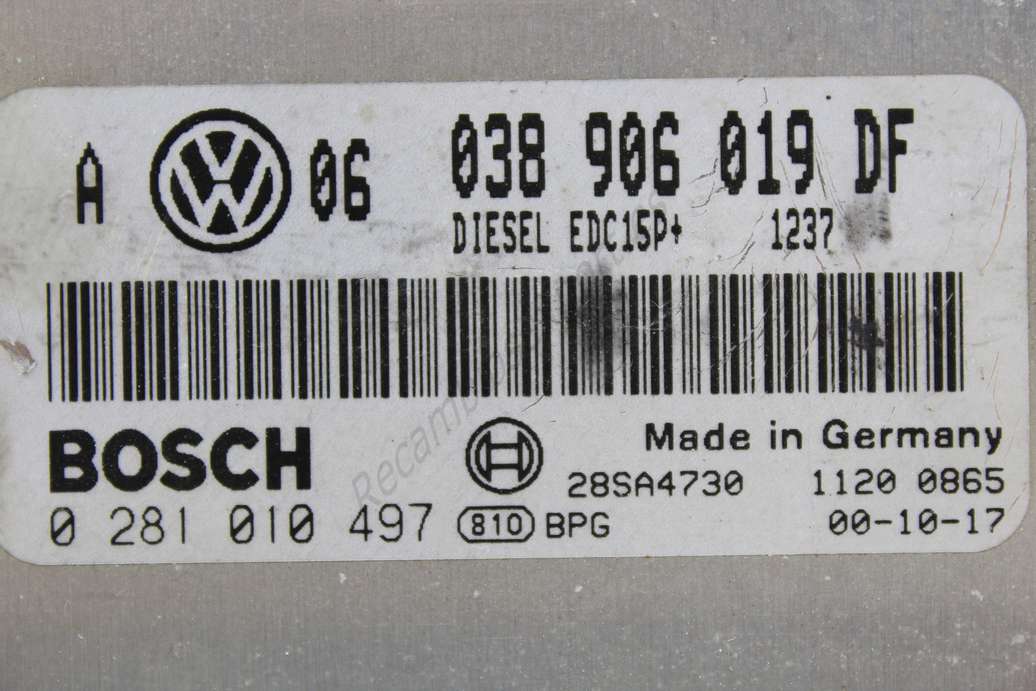 A VW 06 038 906 019 DF
DIESEL EDC15P+ 1237
BOSCH
Made in Germany
28SA4730 1120 0865
0 281 010 497 810 BPG 00-10-17